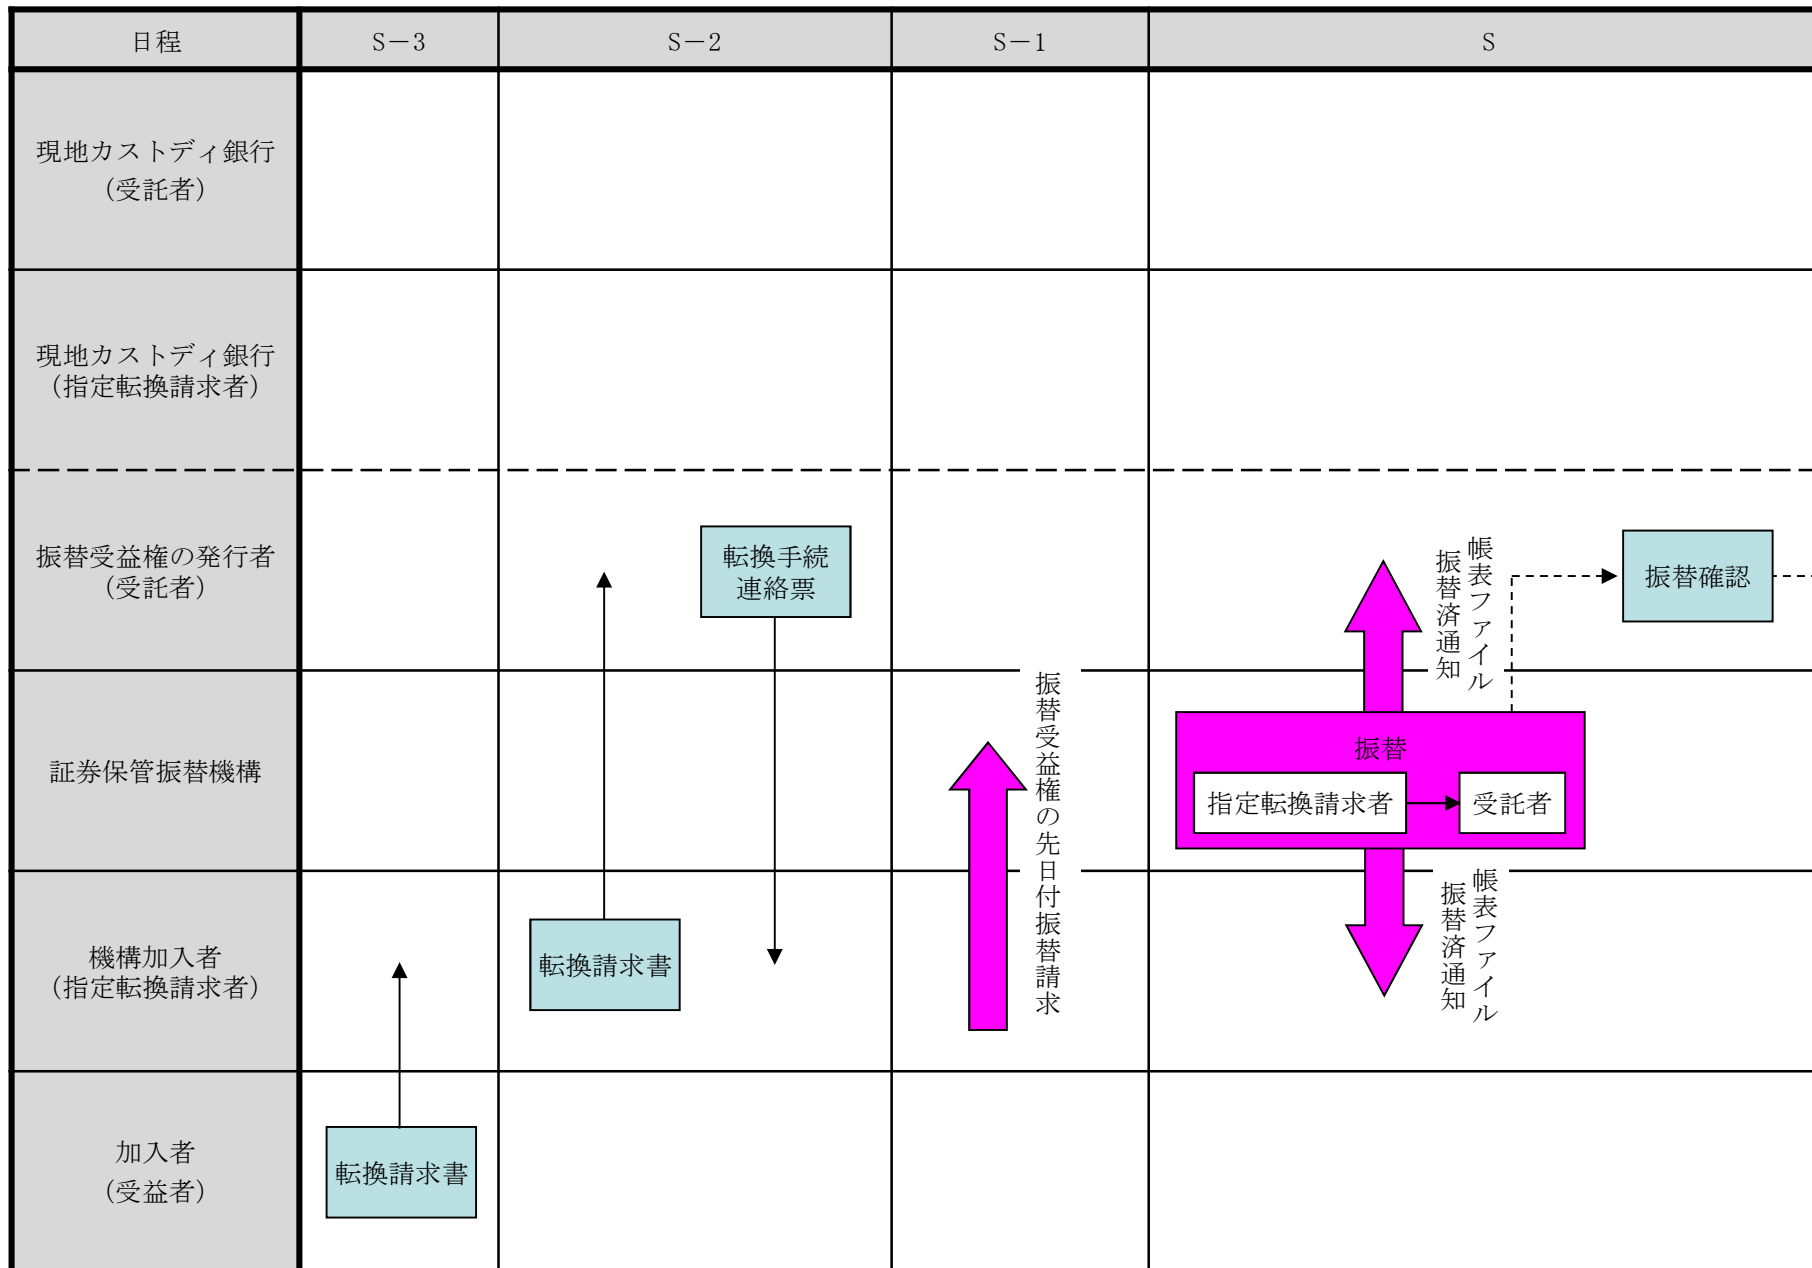 日程
S－3
S－2
S－1
S
現地カストディ銀行
（受託者）
現地カストディ銀行
（指定転換請求者）
振替受益権の発行者
（受託者）
転換手続
連絡票
帳表ファイル
振替済通知
振替確認
証券保管振替機構
振替受益権の先日付振替請求
振替
指定転換請求者
受託者
機構加入者
（指定転換請求者）
転換請求書
帳表ファイル
振替済通知
加入者
（受益者）
転換請求書